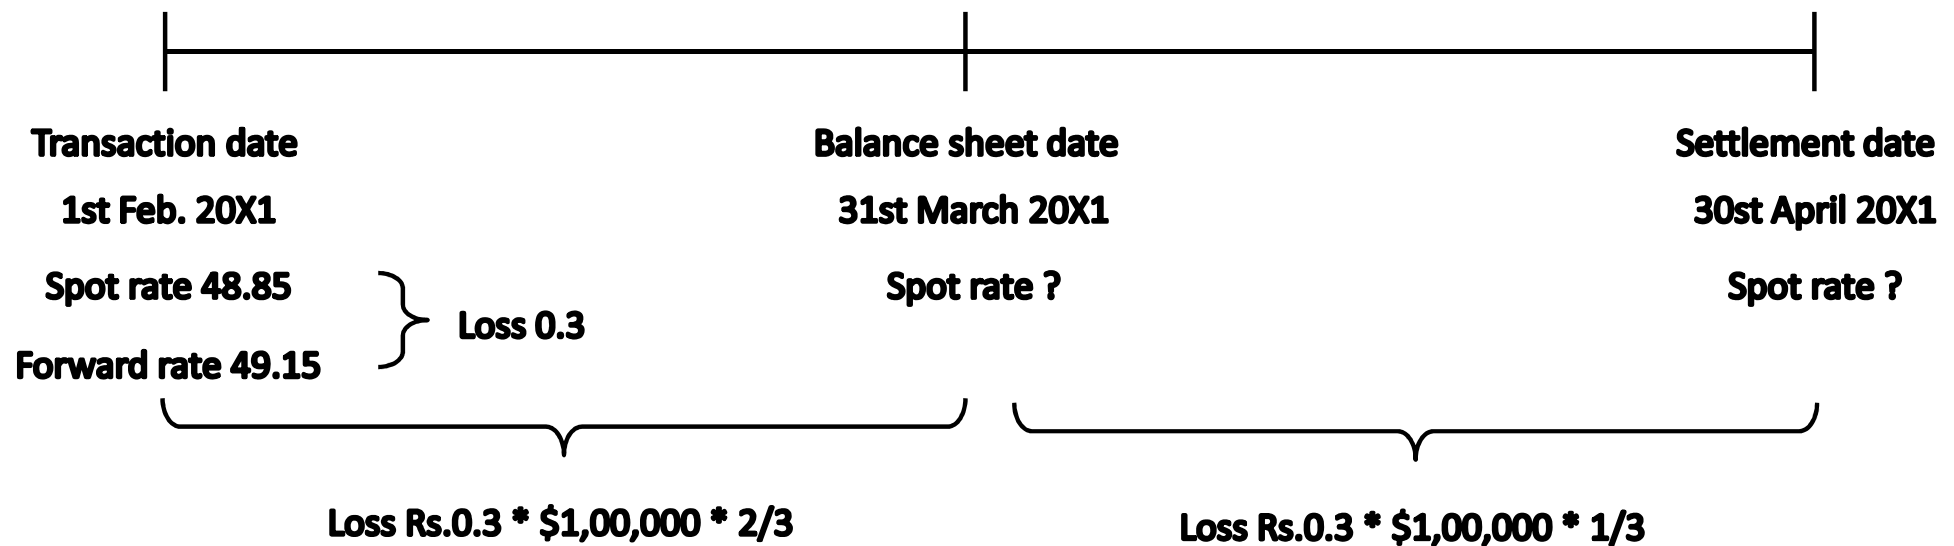 Transaction date
1st Feb. 20X1
Spot rate 48.85
Forward rate 49.15
Loss 0.3
Balance sheet date
31st March 20X1
Spot rate ?
Settlement date
30st April 20X1
Spot rate ?
Loss Rs.0.3 * $1,00,000 * 2/3
Loss Rs.0.3 * $1,00,000 * 1/3